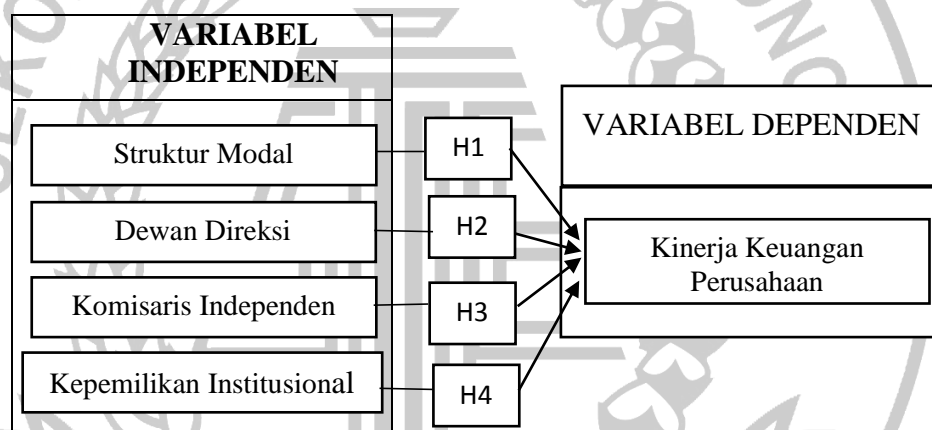 VARIABEL
INDEPENDEN
Struktur Modal
Dewan Direksi
Komisaris Independen
Kepemilikan Institusional
H1
H2
H3
H4
VARIABEL DEPENDEN
Kinerja Keuangan
Perusahaan